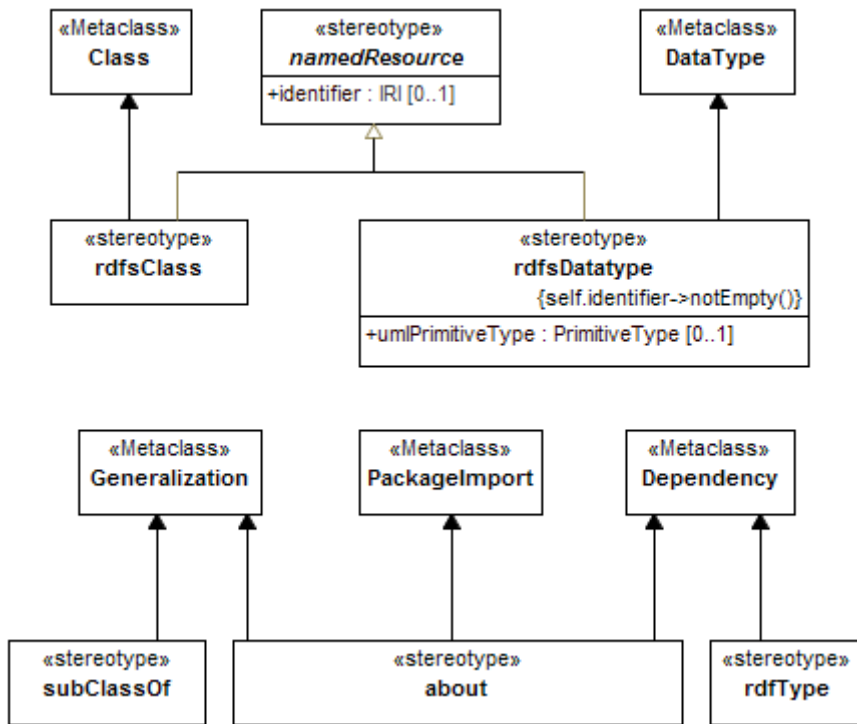 «Metaclass»
Class
«stereotype»
namedResource
+identifier : IRI [0..1]
«Metaclass»
DataType
«stereotype»
rdfsClass
«stereotype»
rdfsDatatype
{self.identifier->notEmpty()}
+umlPrimitiveType : PrimitiveType [0..1]
«Metaclass»
Generalization
«Metaclass»
PackageImport
«Metaclass»
Dependency
«stereotype»
subClassOf
«stereotype»
about
«stereotype»
rdfType